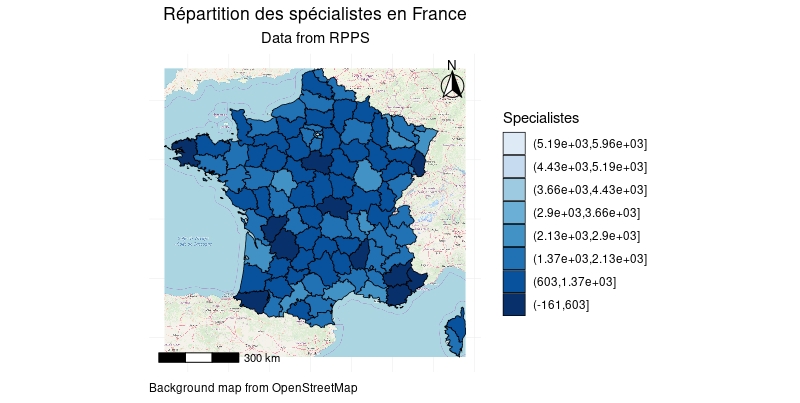 Répartition des spécialistes en France
Data from RPPS
N
Specialistes
(5.19e+03,5.96e+03]
(4.43e+03,5.19e+03]
(3.66e+03,4.43e+03]
(2.9e+03,3.66e+03]
(2.13e+03,2.9e+03]
(1.37e+03,2.13e+03]
(603,1.37e+03]
(-161,603]
300 km
Background map from OpenStreetMap